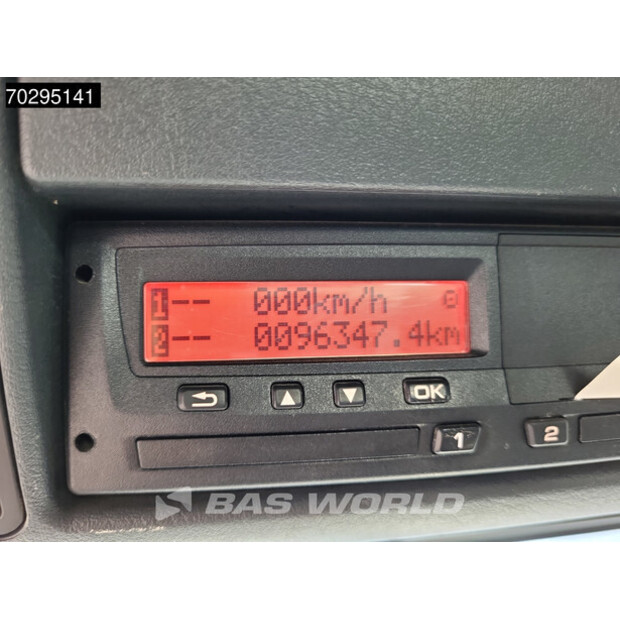 70295141
1-- 000km/h
2-- 0096347.4km
OK
1
2
BAS WORLD